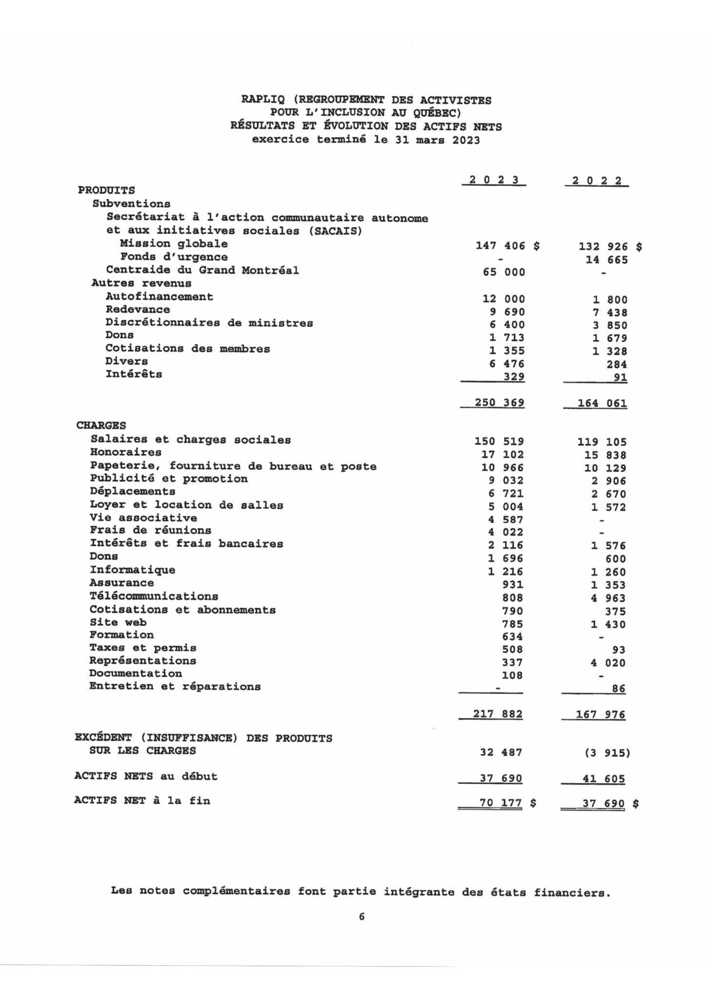 RAPLIQ (REGROUPEMENT DES ACTIVISTES
POUR L'INCLUSION AU QUÉBEC)
RÉSULTATS ET ÉVOLUTION DES ACTIFS NETS
exercice terminé le 31 mars 2023
2 0 2 3 2 0 2 2
PRODUITS
Subventions
Secrétariat à l'action communautaire autonome
et aux initiatives sociales (SACAIS)
Mission globale 147 406 $ 132 926 $
Fonds d'urgence - 14 665
Centraide du Grand Montréal 65 000 -
Autres revenus
Autofinancement 12 000 1 800
Redevance 9 690 7 438
Discrétionnaires de ministres 6 400 3 850
Dons 1 713 1 679
Cotisations des membres 1 355 1 328
Divers 6 476 284
Intérêts 329 91
250 369 164 061
CHARGES
Salaires et charges sociales 150 519 119 105
Honoraires 17 102 15 838
Papeterie, fourniture de bureau et poste 10 966 10 129
Publicité et promotion 9 032 2 906
Déplacements 6 721 2 670
Loyer et location de salles 5 004 1 572
Vie associative 4 587 -
Frais de réunions 4 022 -
Intérêts et frais bancaires 2 116 1 576
Dons 1 696 600
Informatique 1 216 1 260
Assurance 931 1 353
Télécommunications 808 4 963
Cotisations et abonnements 790 375
Site web 785 1 430
Formation 634 -
Taxes et permis 508 93
Représentations 337 4 020
Documentation 108 -
Entretien et réparations - 86
217 882 167 976
EXCÉDENT (INSUFFISANCE) DES PRODUITS
SUR LES CHARGES 32 487 (3 915)
ACTIFS NETS au début 37 690 41 605
ACTIFS NET à la fin 70 177 $ 37 690 $
Les notes complémentaires font partie intégrante des états financiers.
6